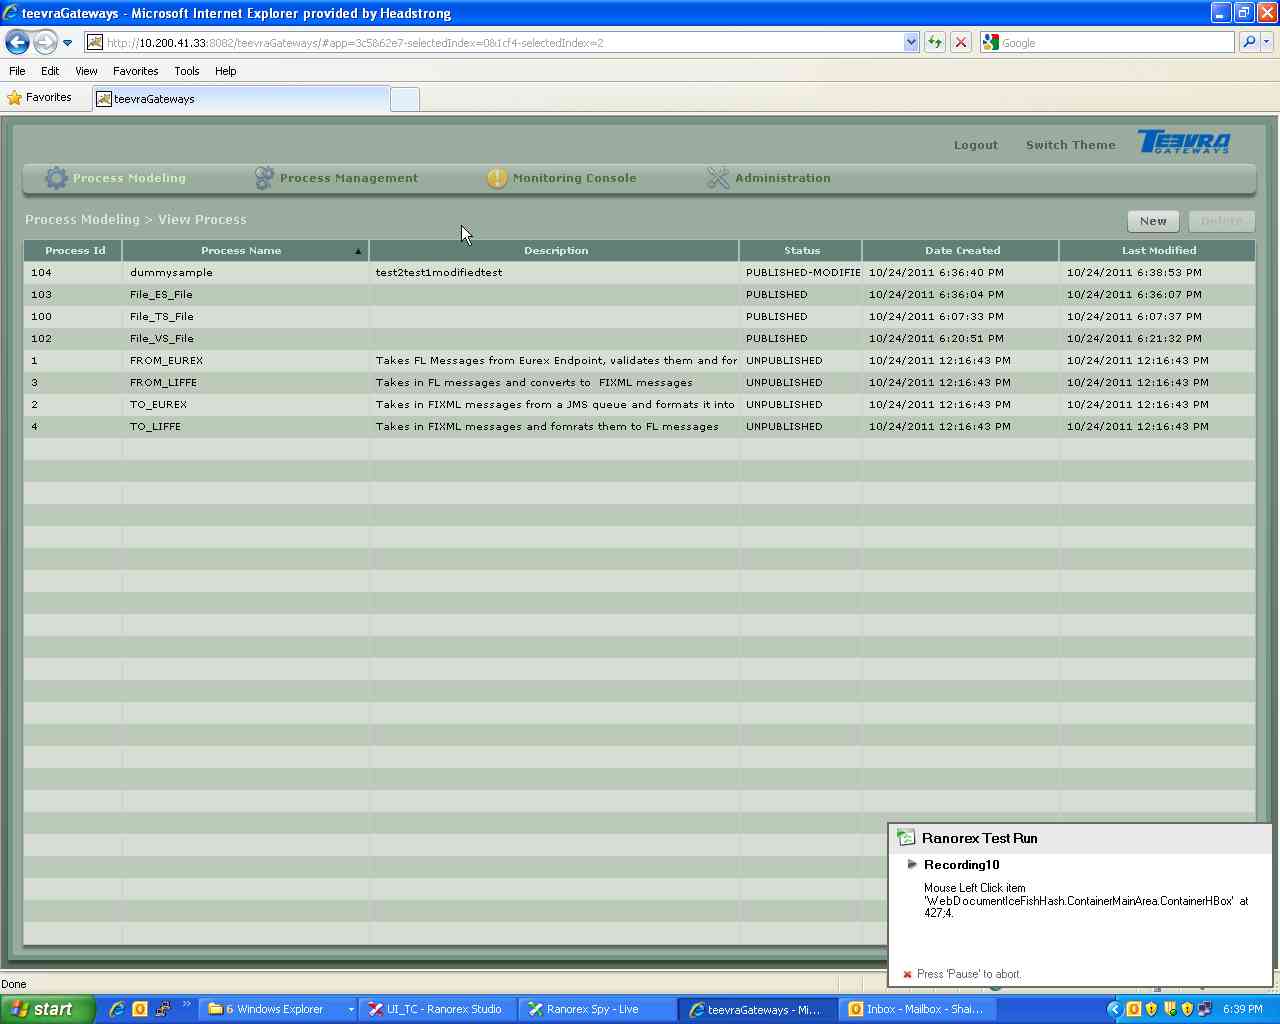 teevraGateways - Microsoft Internet Explorer provided by Headstrong
http://10.200.41.33:8082/teevraGateways/#app=3c5862e7-selectedIndex=0&1cf4-selectedIndex=2
Google
File Edit View Favorites Tools Help
Favorites teevraGateways
Logout Switch Theme TEEVRA GATEWAYS
Process Modeling Process Management Monitoring Console Administration
Process Modeling > View Process New Delete
Process Id Process Name Description Status Date Created Last Modified
104 dummysample test2test1modifiedtest PUBLISHED-MODIFIE 10/24/2011 6:36:40 PM 10/24/2011 6:38:53 PM
103 File_ES_File PUBLISHED 10/24/2011 6:36:04 PM 10/24/2011 6:36:07 PM
100 File_TS_File PUBLISHED 10/24/2011 6:07:33 PM 10/24/2011 6:07:37 PM
102 File_VS_File PUBLISHED 10/24/2011 6:20:51 PM 10/24/2011 6:21:32 PM
1 FROM_EUREX Takes FL Messages from Eurex Endpoint, validates them and for UNPUBLISHED 10/24/2011 12:16:43 PM 10/24/2011 12:16:43 PM
3 FROM_LIFFE Takes in FL messages and converts to FIXML messages UNPUBLISHED 10/24/2011 12:16:43 PM 10/24/2011 12:16:43 PM
2 TO_EUREX Takes in FIXML messages from a JMS queue and formats it into UNPUBLISHED 10/24/2011 12:16:43 PM 10/24/2011 12:16:43 PM
4 TO_LIFFE Takes in FIXML messages and fomrats them to FL messages UNPUBLISHED 10/24/2011 12:16:43 PM 10/24/2011 12:16:43 PM
Ranorex Test Run
Recording10
Mouse Left Click item
'WebDocumentIceFishHash.ContainerMainArea.ContainerHBox' at
427;4.
Press 'Pause' to abort.
Done
start 6 Windows Explorer UI_TC - Ranorex Studio Ranorex Spy - Live teevraGateways - Mi... Inbox - Mailbox - Shai... 6:39 PM